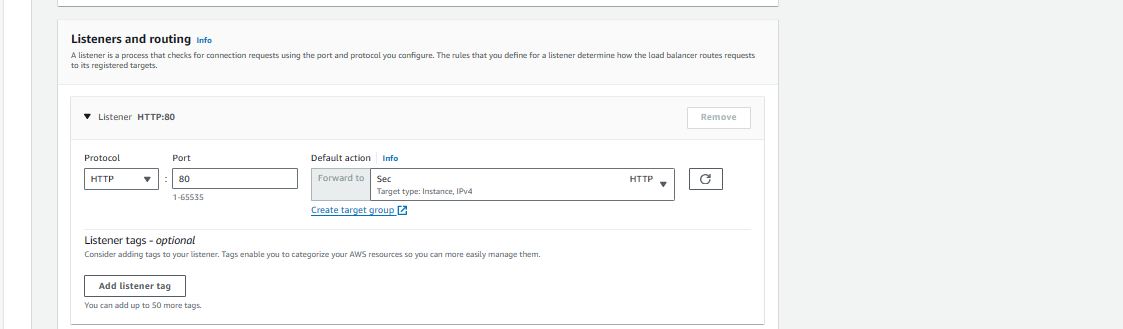 Listeners and routing Info
A listener is a process that checks for connection requests using the port and protocol you configure. The rules that you define for a listener determine how the load balancer routes requests
to its registered targets.
Listener HTTP:80
Remove
Protocol
Port
Default action
Info
HTTP
:
80
Forward to
Sec
HTTP
Target type: Instance, IPv4
1-65535
Create target group
Listener tags - optional
Consider adding tags to your listener. Tags enable you to categorize your AWS resources so you can more easily manage them.
Add listener tag
You can add up to 50 more tags.